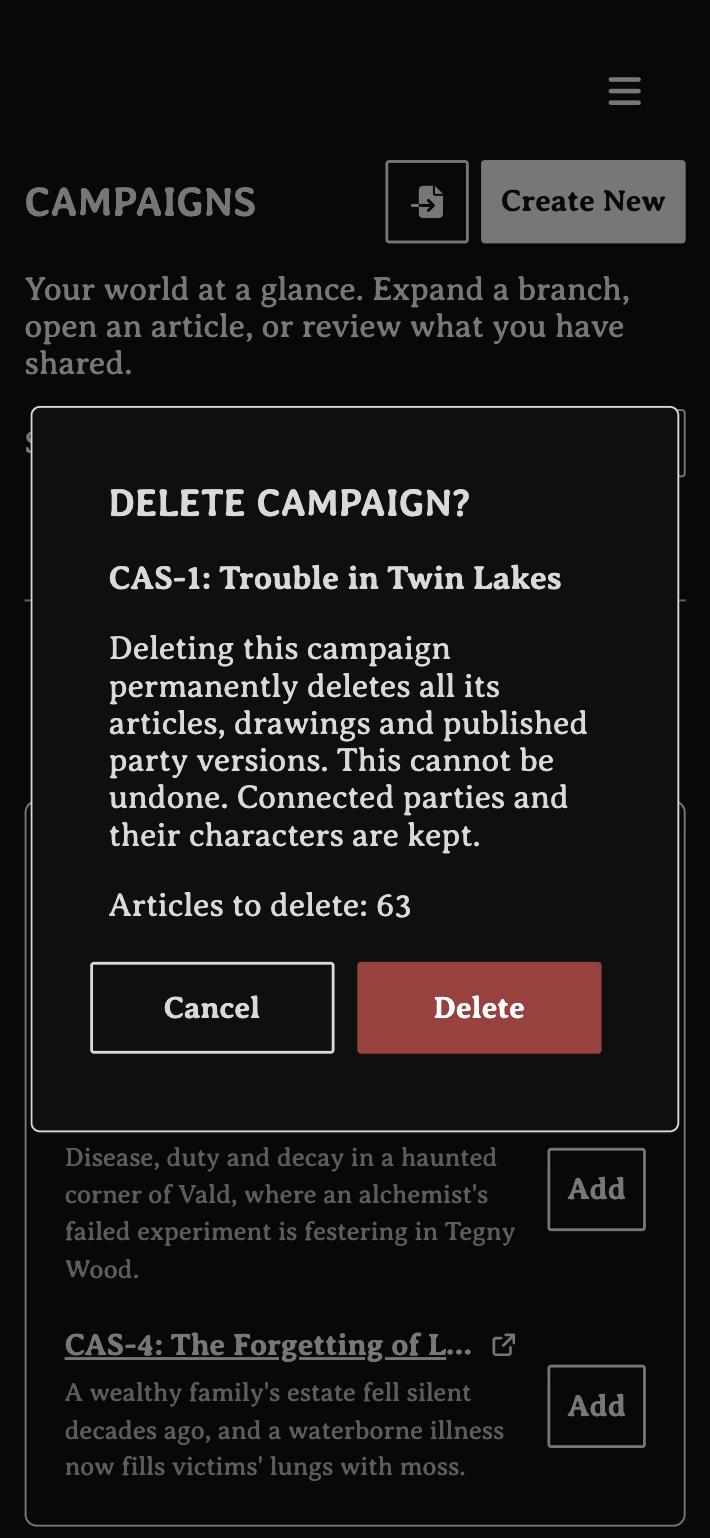 CAMPAIGNS
Create New
Your world at a glance. Expand a branch,
open an article, or review what you have
shared.
DELETE CAMPAIGN?
CAS-1: Trouble in Twin Lakes
Deleting this campaign
permanently deletes all its
articles, drawings and published
party versions. This cannot be
undone. Connected parties and
their characters are kept.
Articles to delete: 63
Cancel
Delete
Disease, duty and decay in a haunted
corner of Vald, where an alchemist's
failed experiment is festering in Tegny
Wood.
Add
CAS-4: The Forgetting of L...
A wealthy family's estate fell silent
decades ago, and a waterborne illness
now fills victims' lungs with moss.
Add